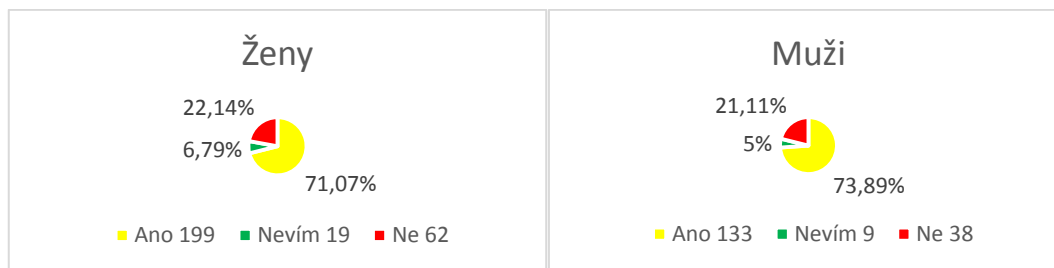 Ženy
22,14%
6,79%
71,07%
Ano 199 Nevím 19 Ne 62
Muži
21,11%
5%
73,89%
Ano 133 Nevím 9 Ne 38